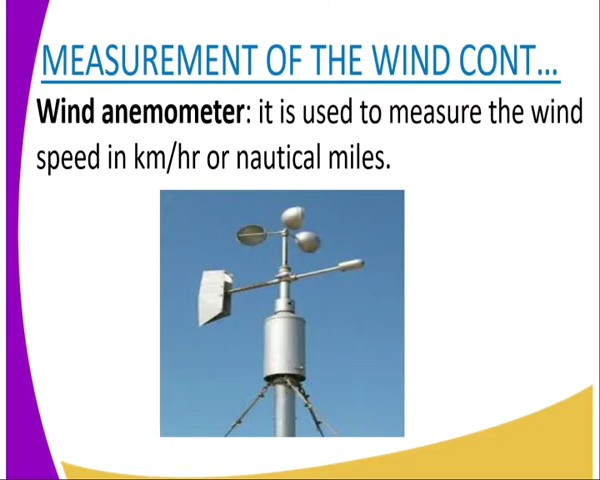 MEASUREMENT OF THE WIND CONT...
Wind anemometer: it is used to measure the wind
speed in km/hr or nautical miles.